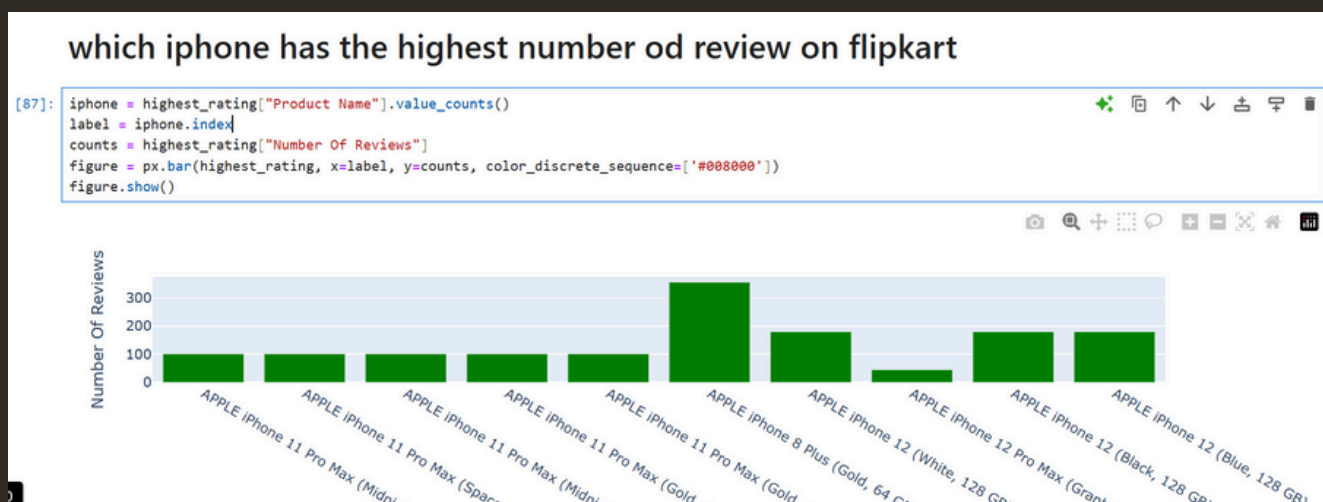 which iphone has the highest number od review on flipkart
[87]:
iphone = highest_rating["Product Name"].value_counts()
label = iphone.index
counts = highest_rating["Number Of Reviews"]
figure = px.bar(highest_rating, x=label, y=counts, color_discrete_sequence=['#008000'])
figure.show()
Number Of Reviews
300
200
100
0
APPLE iPhone 11 Pro Max (Midni
APPLE iPhone 11 Pro Max (Spac
APPLE iPhone 11 Pro Max (Midni
APPLE iPhone 11 Pro Max (Gold
APPLE iPhone 11 Pro Max (Gold
APPLE iPhone 8 Plus (Gold, 64 G
APPLE iPhone 12 (White, 128 GB
APPLE iPhone 12 Pro Max (Grap
APPLE iPhone 12 (Black, 128 GB)
APPLE iPhone 12 (Blue, 128 GB)